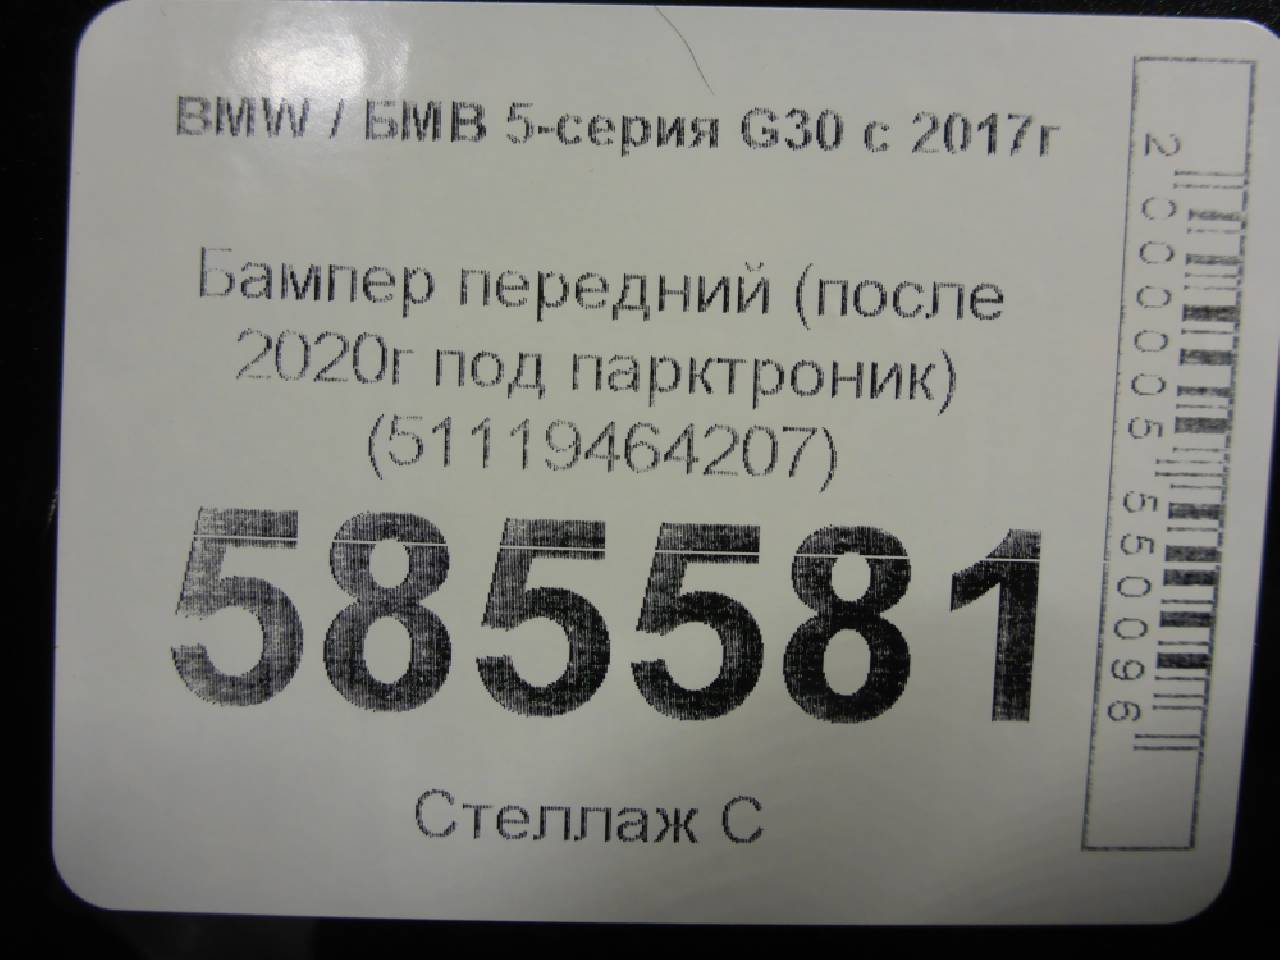 BMW / БМВ 5-серия G30 с 2017г
Бампер передний (после
2020г под парктроник)
(51119464207)
585581
Стеллаж С
2000005550096